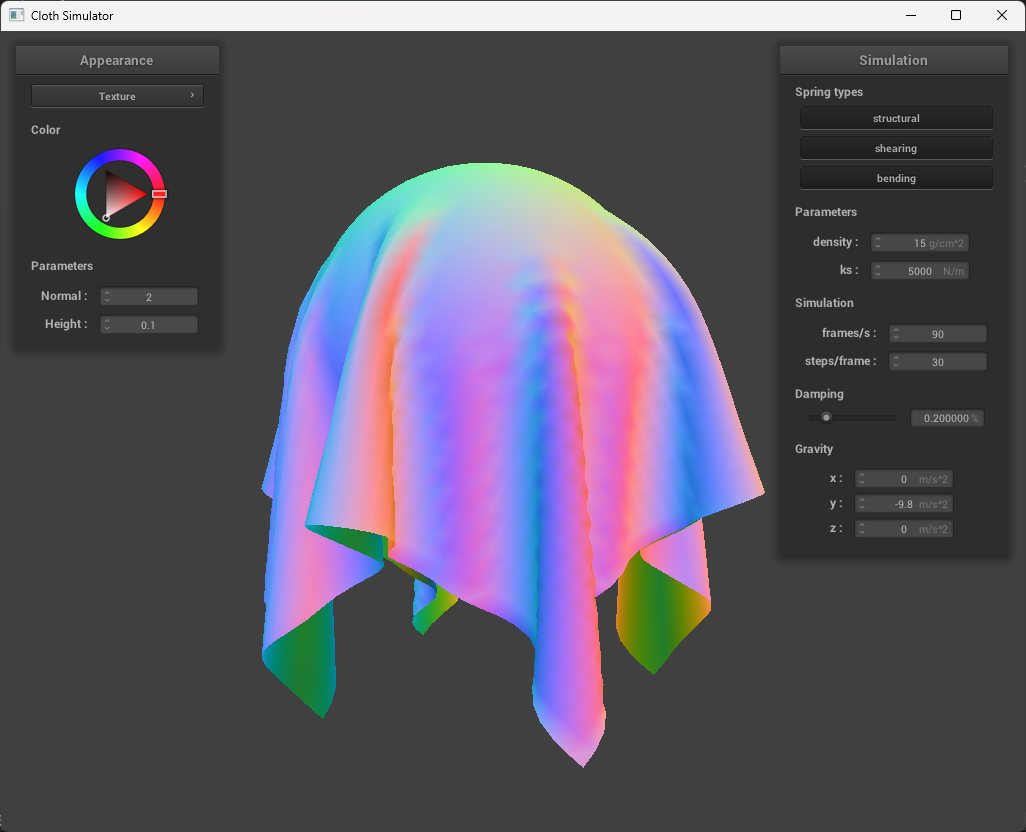 Cloth Simulator
Appearance
Texture
Color
Parameters
Normal : 2
Height : 0.1
Simulation
Spring types
structural
shearing
bending
Parameters
density : 15 g/cm^2
ks : 5000 N/m
Simulation
frames/s : 90
steps/frame : 30
Damping
0.200000 %
Gravity
x : 0 m/s^2
y : -9.8 m/s^2
z : 0 m/s^2